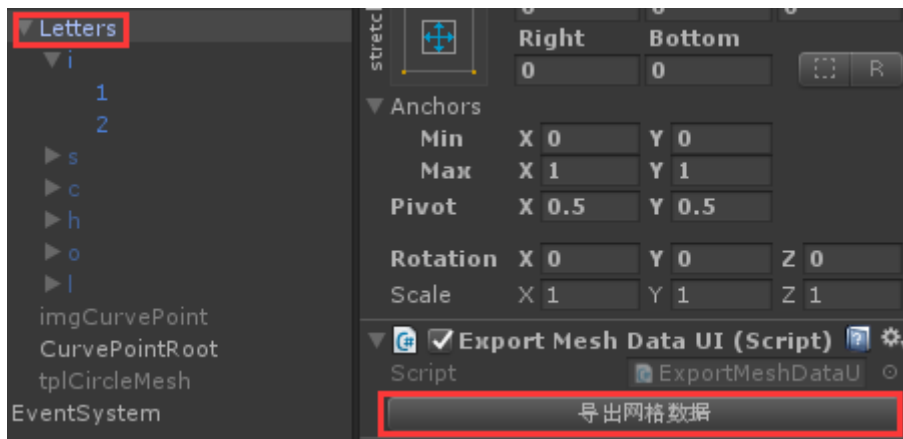 Letters
i
1
2
s
c
h
o
l
imgCurvePoint
CurvePointRoot
tplCircleMesh
EventSystem
stretc
Right Bottom
0 0 R
Anchors
Min X 0 Y 0
Max X 1 Y 1
Pivot X 0.5 Y 0.5
Rotation X 0 Y 0 Z 0
Scale X 1 Y 1 Z 1
Export Mesh Data UI (Script)
Script ExportMeshDataU
导出网格数据